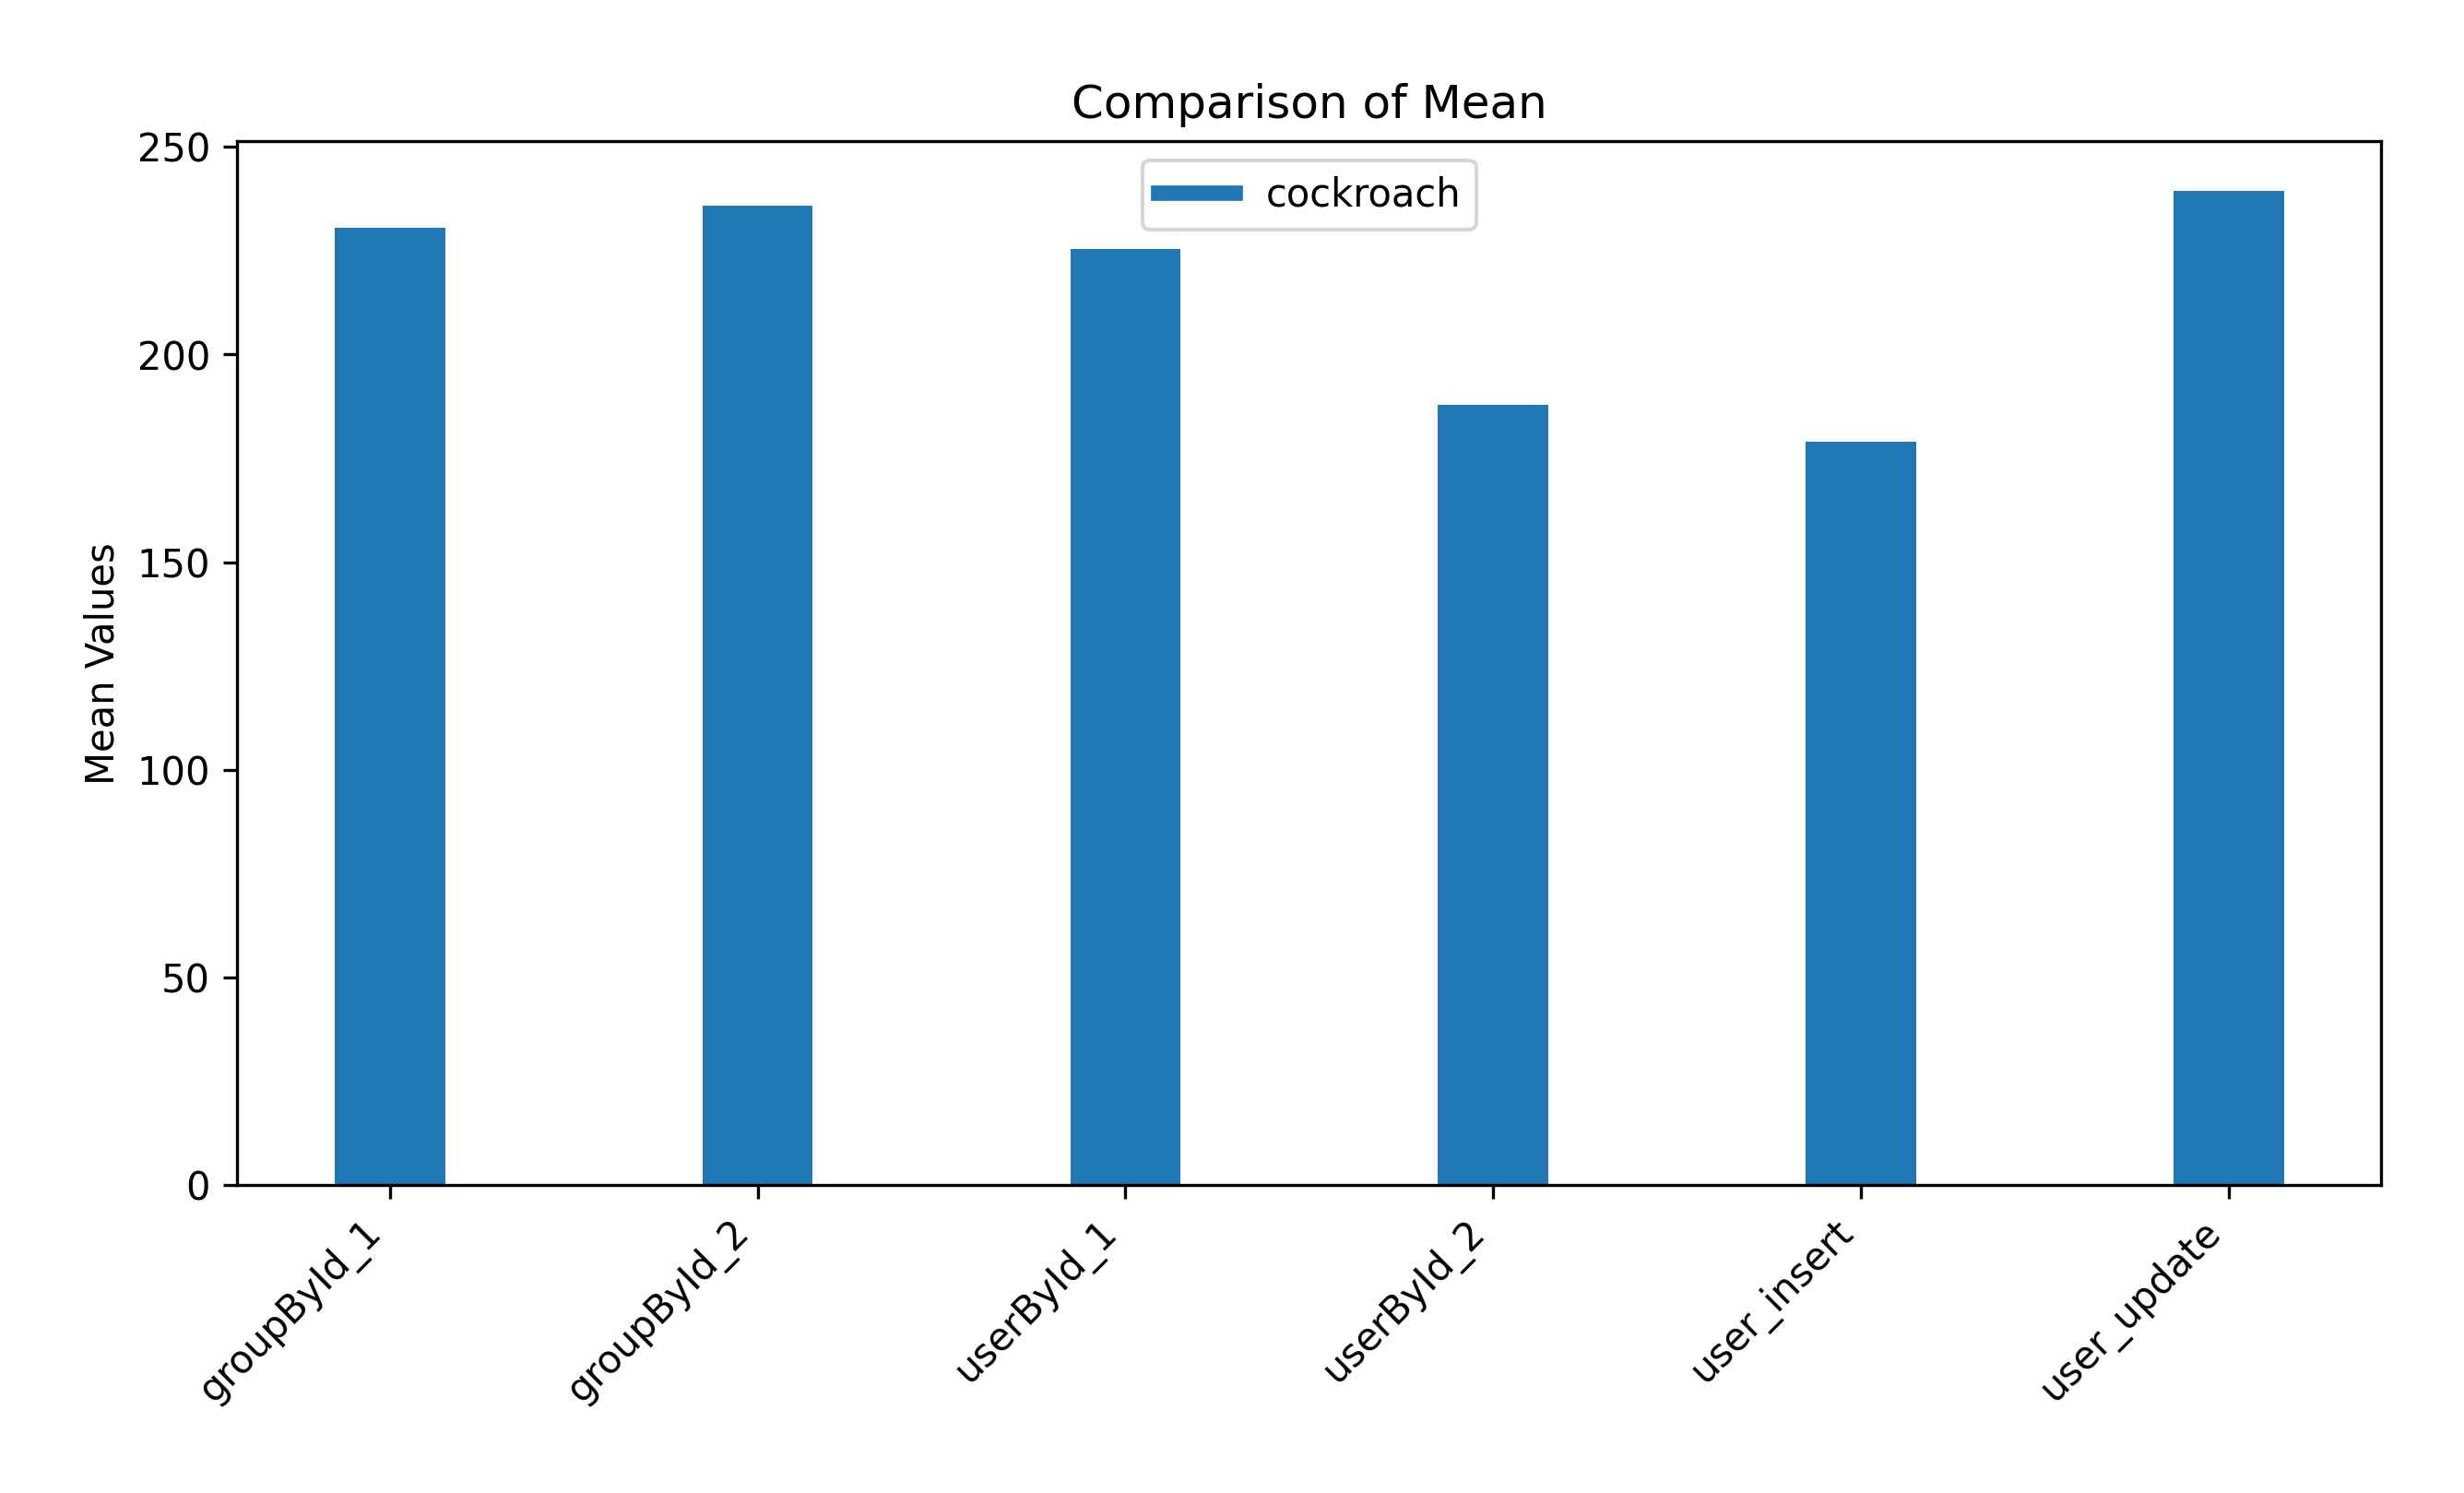 Comparison of Mean
cockroach
Mean Values
250
200
150
100
50
0
groupById_1
groupById_2
userById_1
userById_2
user_insert
user_update